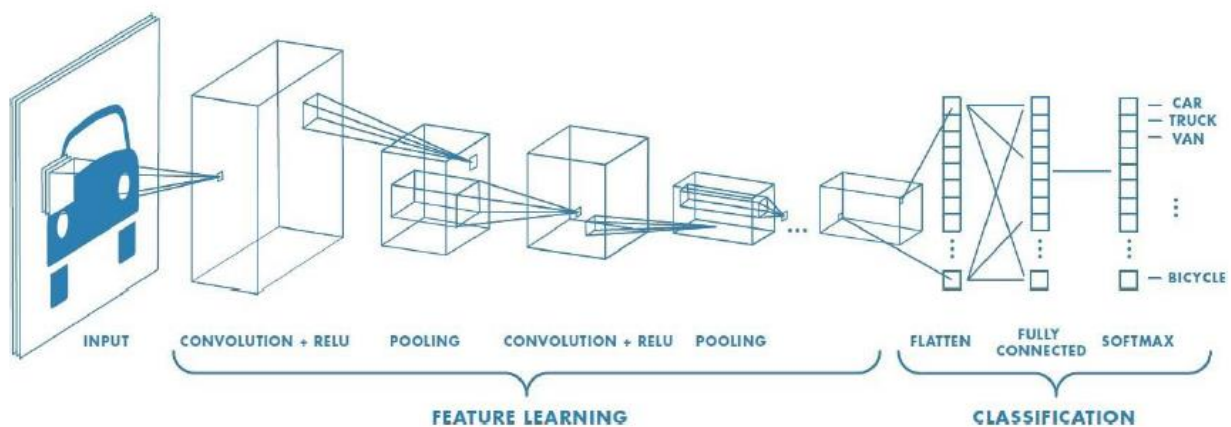 CAR
TRUCK
VAN
BICYCLE
INPUT
CONVOLUTION + RELU
POOLING
CONVOLUTION + RELU
POOLING
FLATTEN
FULLY
CONNECTED
SOFTMAX
FEATURE LEARNING
CLASSIFICATION